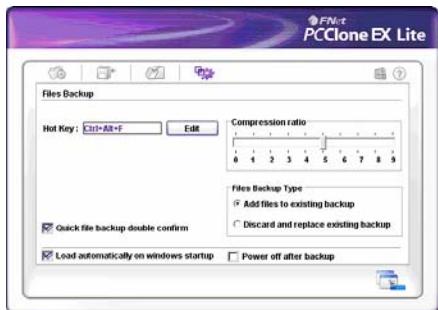 FNet
PCClone EX Lite
Files Backup
Hot Key : Ctrl+Alt+F Edit
Compression ratio
0 1 2 3 4 5 6 7 8 9
Files Backup Type
Add files to existing backup
Discard and replace existing backup
Quick file backup double confirm
Load automatically on windows startup
Power off after backup